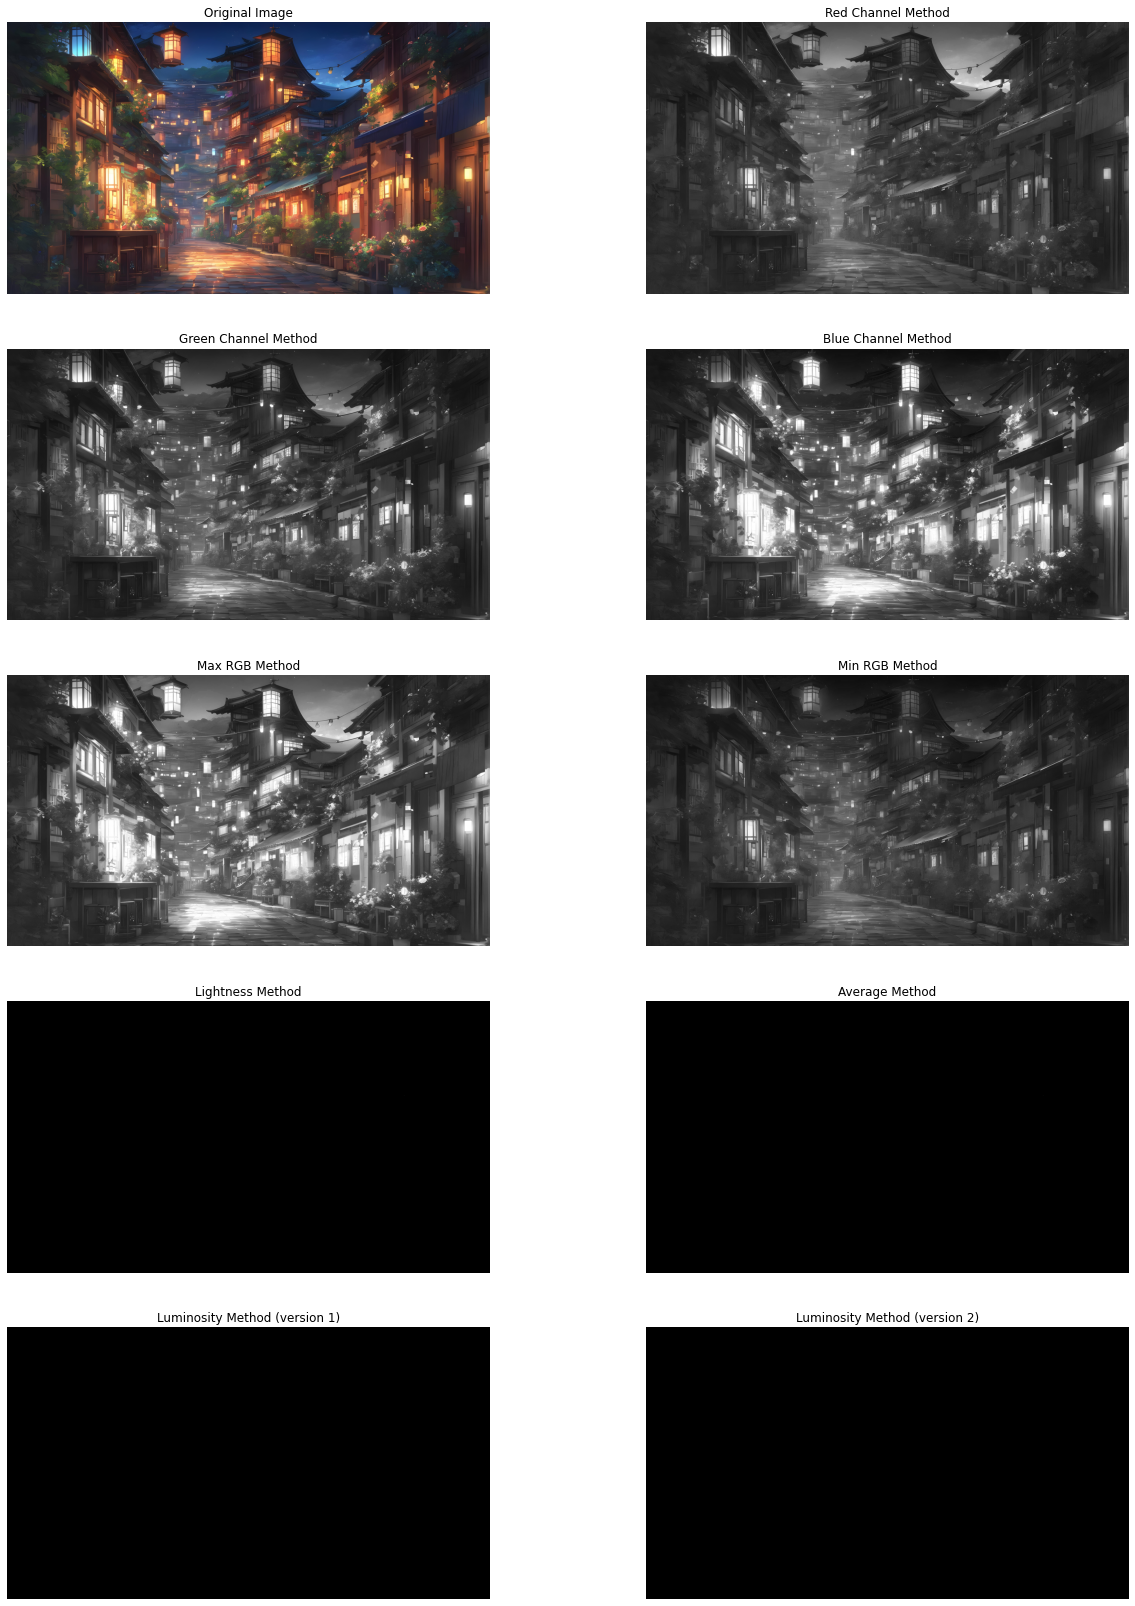 Original Image
Red Channel Method
Green Channel Method
Blue Channel Method
Max RGB Method
Min RGB Method
Lightness Method
Average Method
Luminosity Method (version 1)
Luminosity Method (version 2)